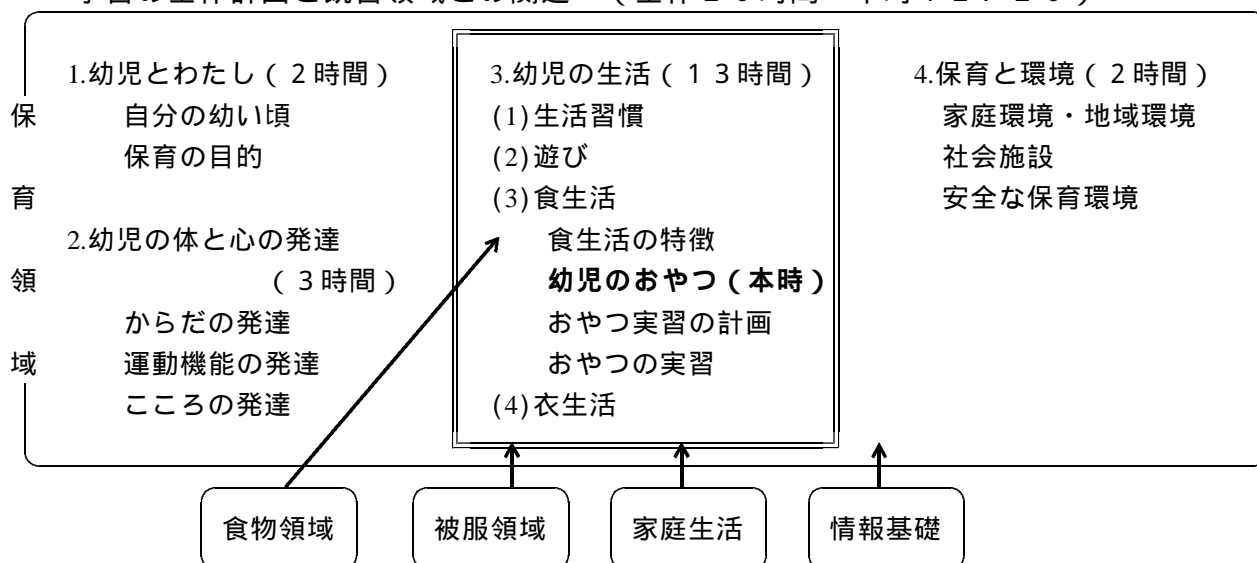 1.幼児とわたし(2時間)
自分の幼い頃
保育の目的
2.幼児の体と心の発達
(3時間)
からだの発達
運動機能の発達
こころの発達
3.幼児の生活(13時間)
(1)生活習慣
(2)遊び
(3)食生活
食生活の特徴
幼児のおやつ(本時)
おやつ実習の計画
おやつの実習
(4)衣生活
4.保育と環境(2時間)
家庭環境・地域環境
社会施設
安全な保育環境
保育領域
食物領域
被服領域
家庭生活
情報基礎